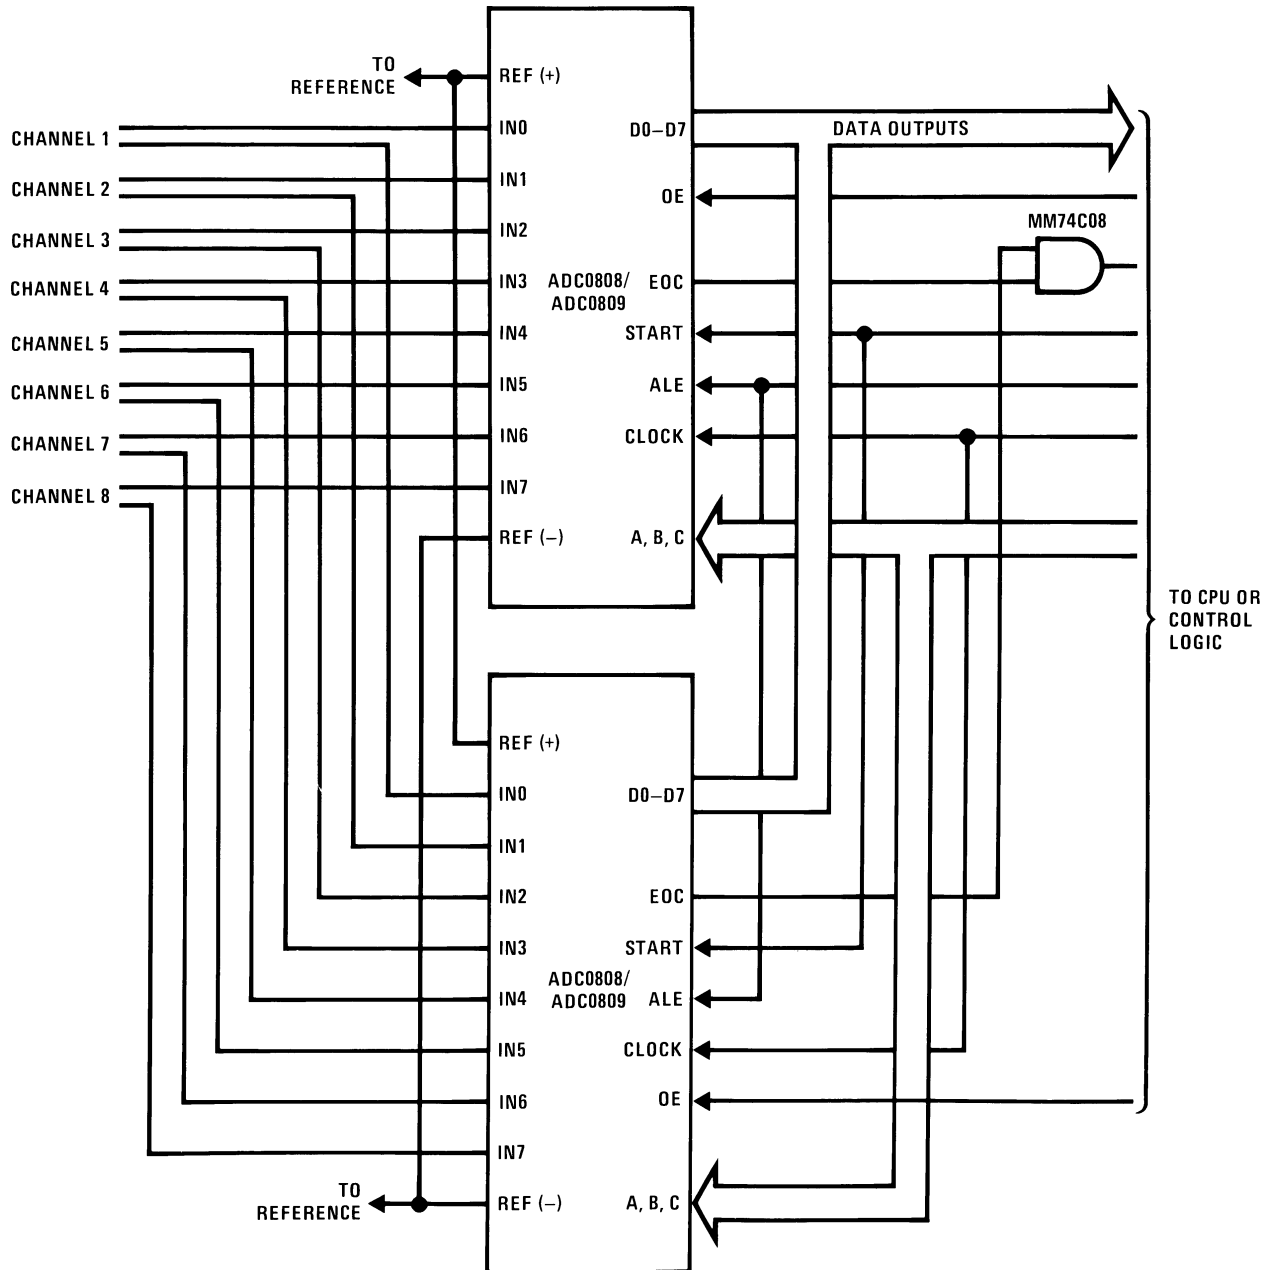 TO
REFERENCE
CHANNEL 1
CHANNEL 2
CHANNEL 3
CHANNEL 4
CHANNEL 5
CHANNEL 6
CHANNEL 7
CHANNEL 8
REF (+)
IN0
IN1
IN2
IN3
IN4
IN5
IN6
IN7
REF (–)
ADC0808/
ADC0809
D0–D7
OE
EOC
START
ALE
CLOCK
A, B, C
DATA OUTPUTS
MM74C08
TO CPU OR
CONTROL
LOGIC
REF (+)
IN0
IN1
IN2
IN3
IN4
IN5
IN6
IN7
REF (–)
ADC0808/
ADC0809
D0–D7
EOC
START
ALE
CLOCK
OE
A, B, C
TO
REFERENCE